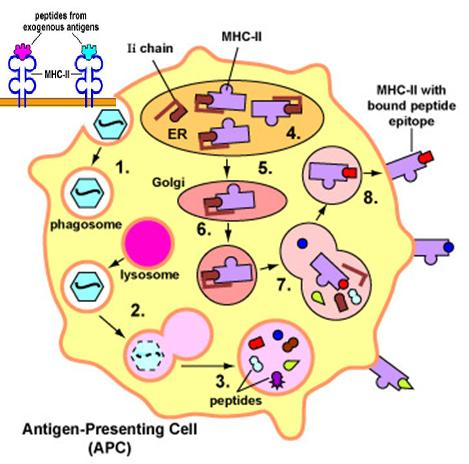 peptides from
exogenous antigens
MHC-II
Ii chain
MHC-II
ER
4.
MHC-II with
bound peptide
epitope
1.
5.
Golgi
8.
phagosome
6.
lysosome
7.
2.
3.
peptides
Antigen-Presenting Cell
(APC)